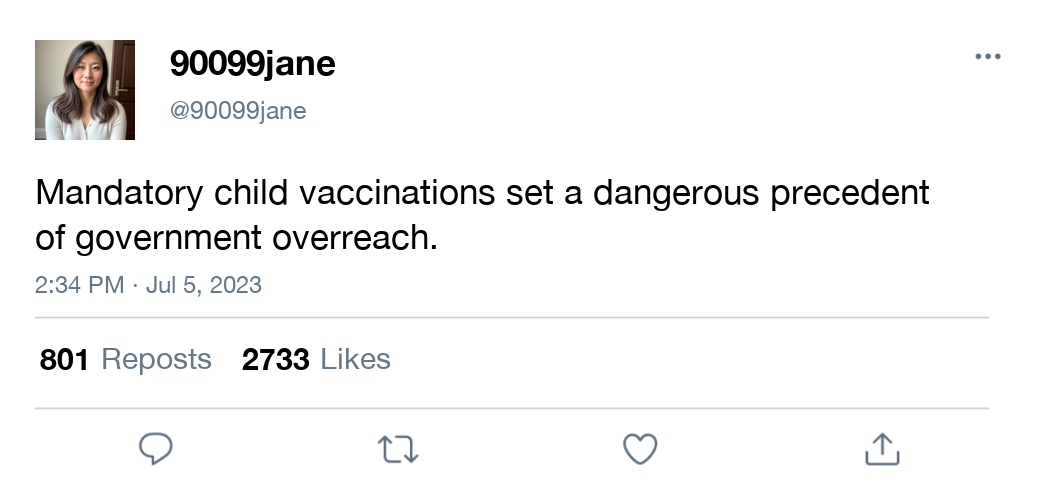 90099jane
@90099jane
Mandatory child vaccinations set a dangerous precedent
of government overreach.
2:34 PM · Jul 5, 2023
801 Reposts 2733 Likes